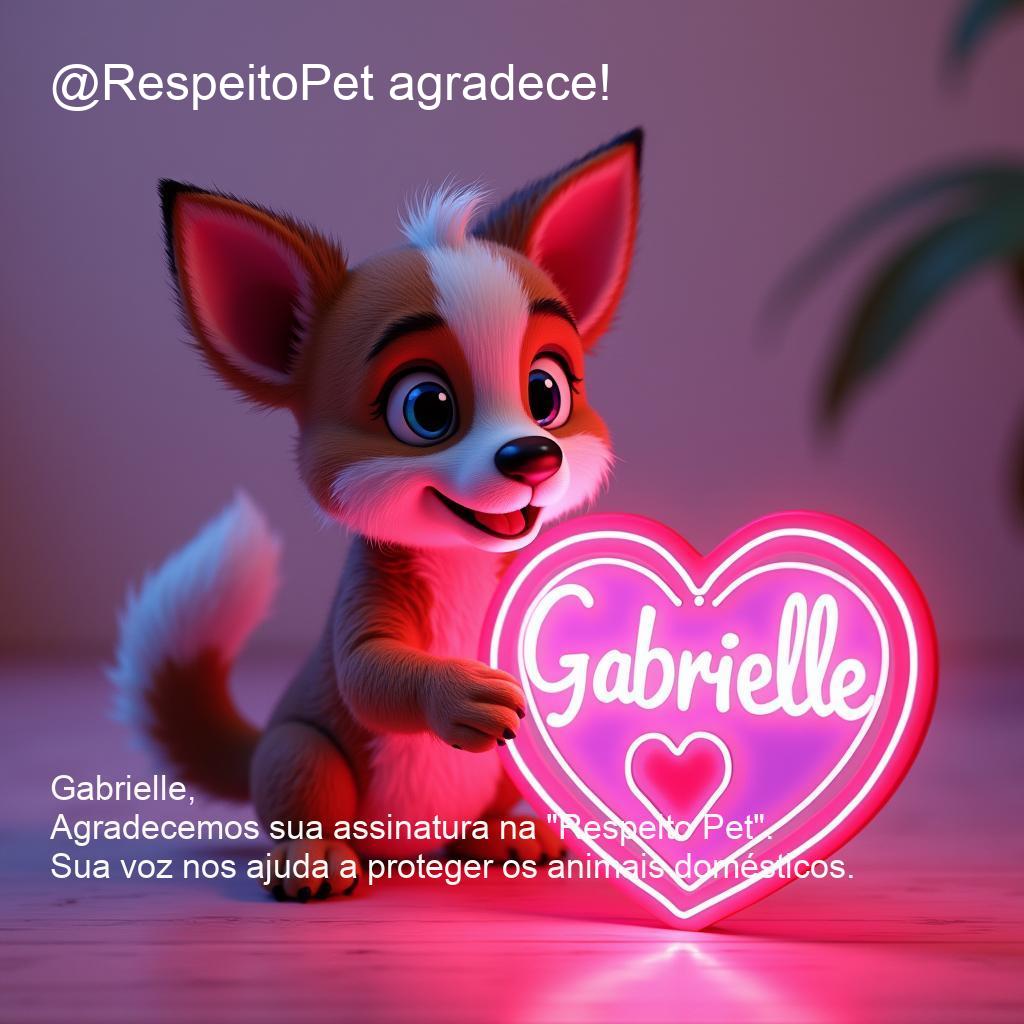 @RespeitoPet agradece!
Gabrielle
Gabrielle,
Agradecemos sua assinatura na "Respeito Pet".
Sua voz nos ajuda a proteger os animais domésticos.